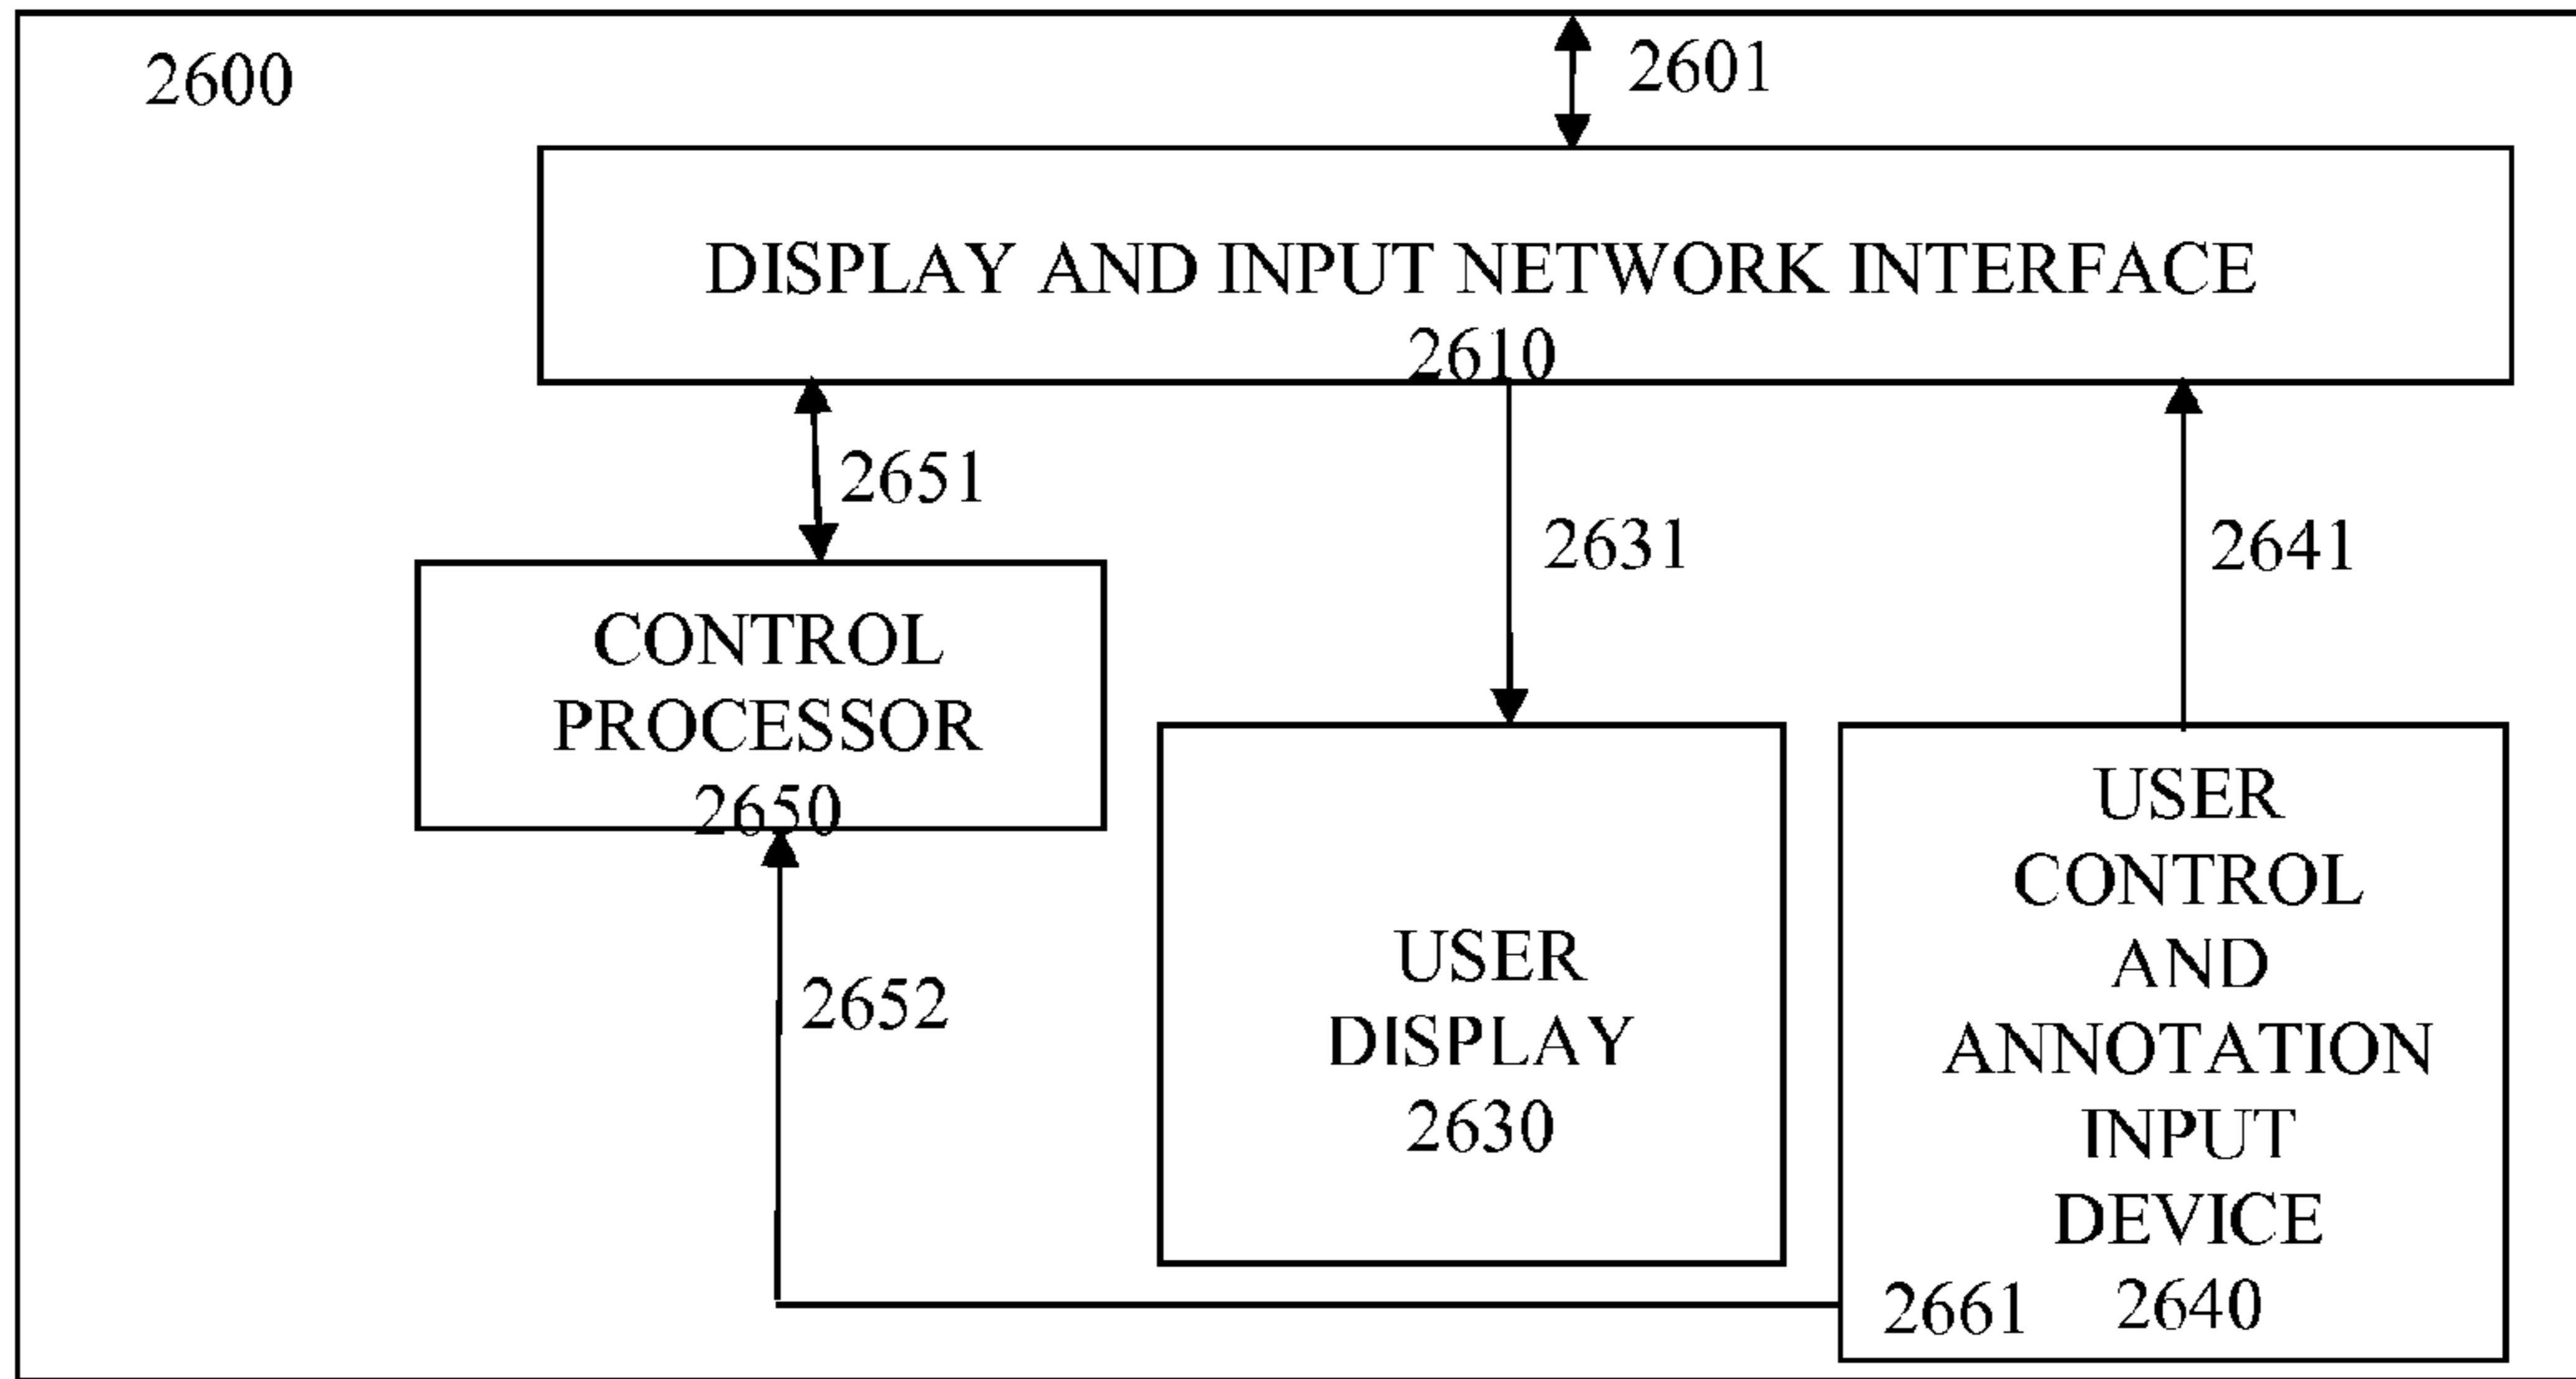 2600
2601
DISPLAY AND INPUT NETWORK INTERFACE
2610
2651
2631
2641
CONTROL
PROCESSOR
2650
2652
USER
DISPLAY
2630
USER
CONTROL
AND
ANNOTATION
INPUT
DEVICE
2661 2640